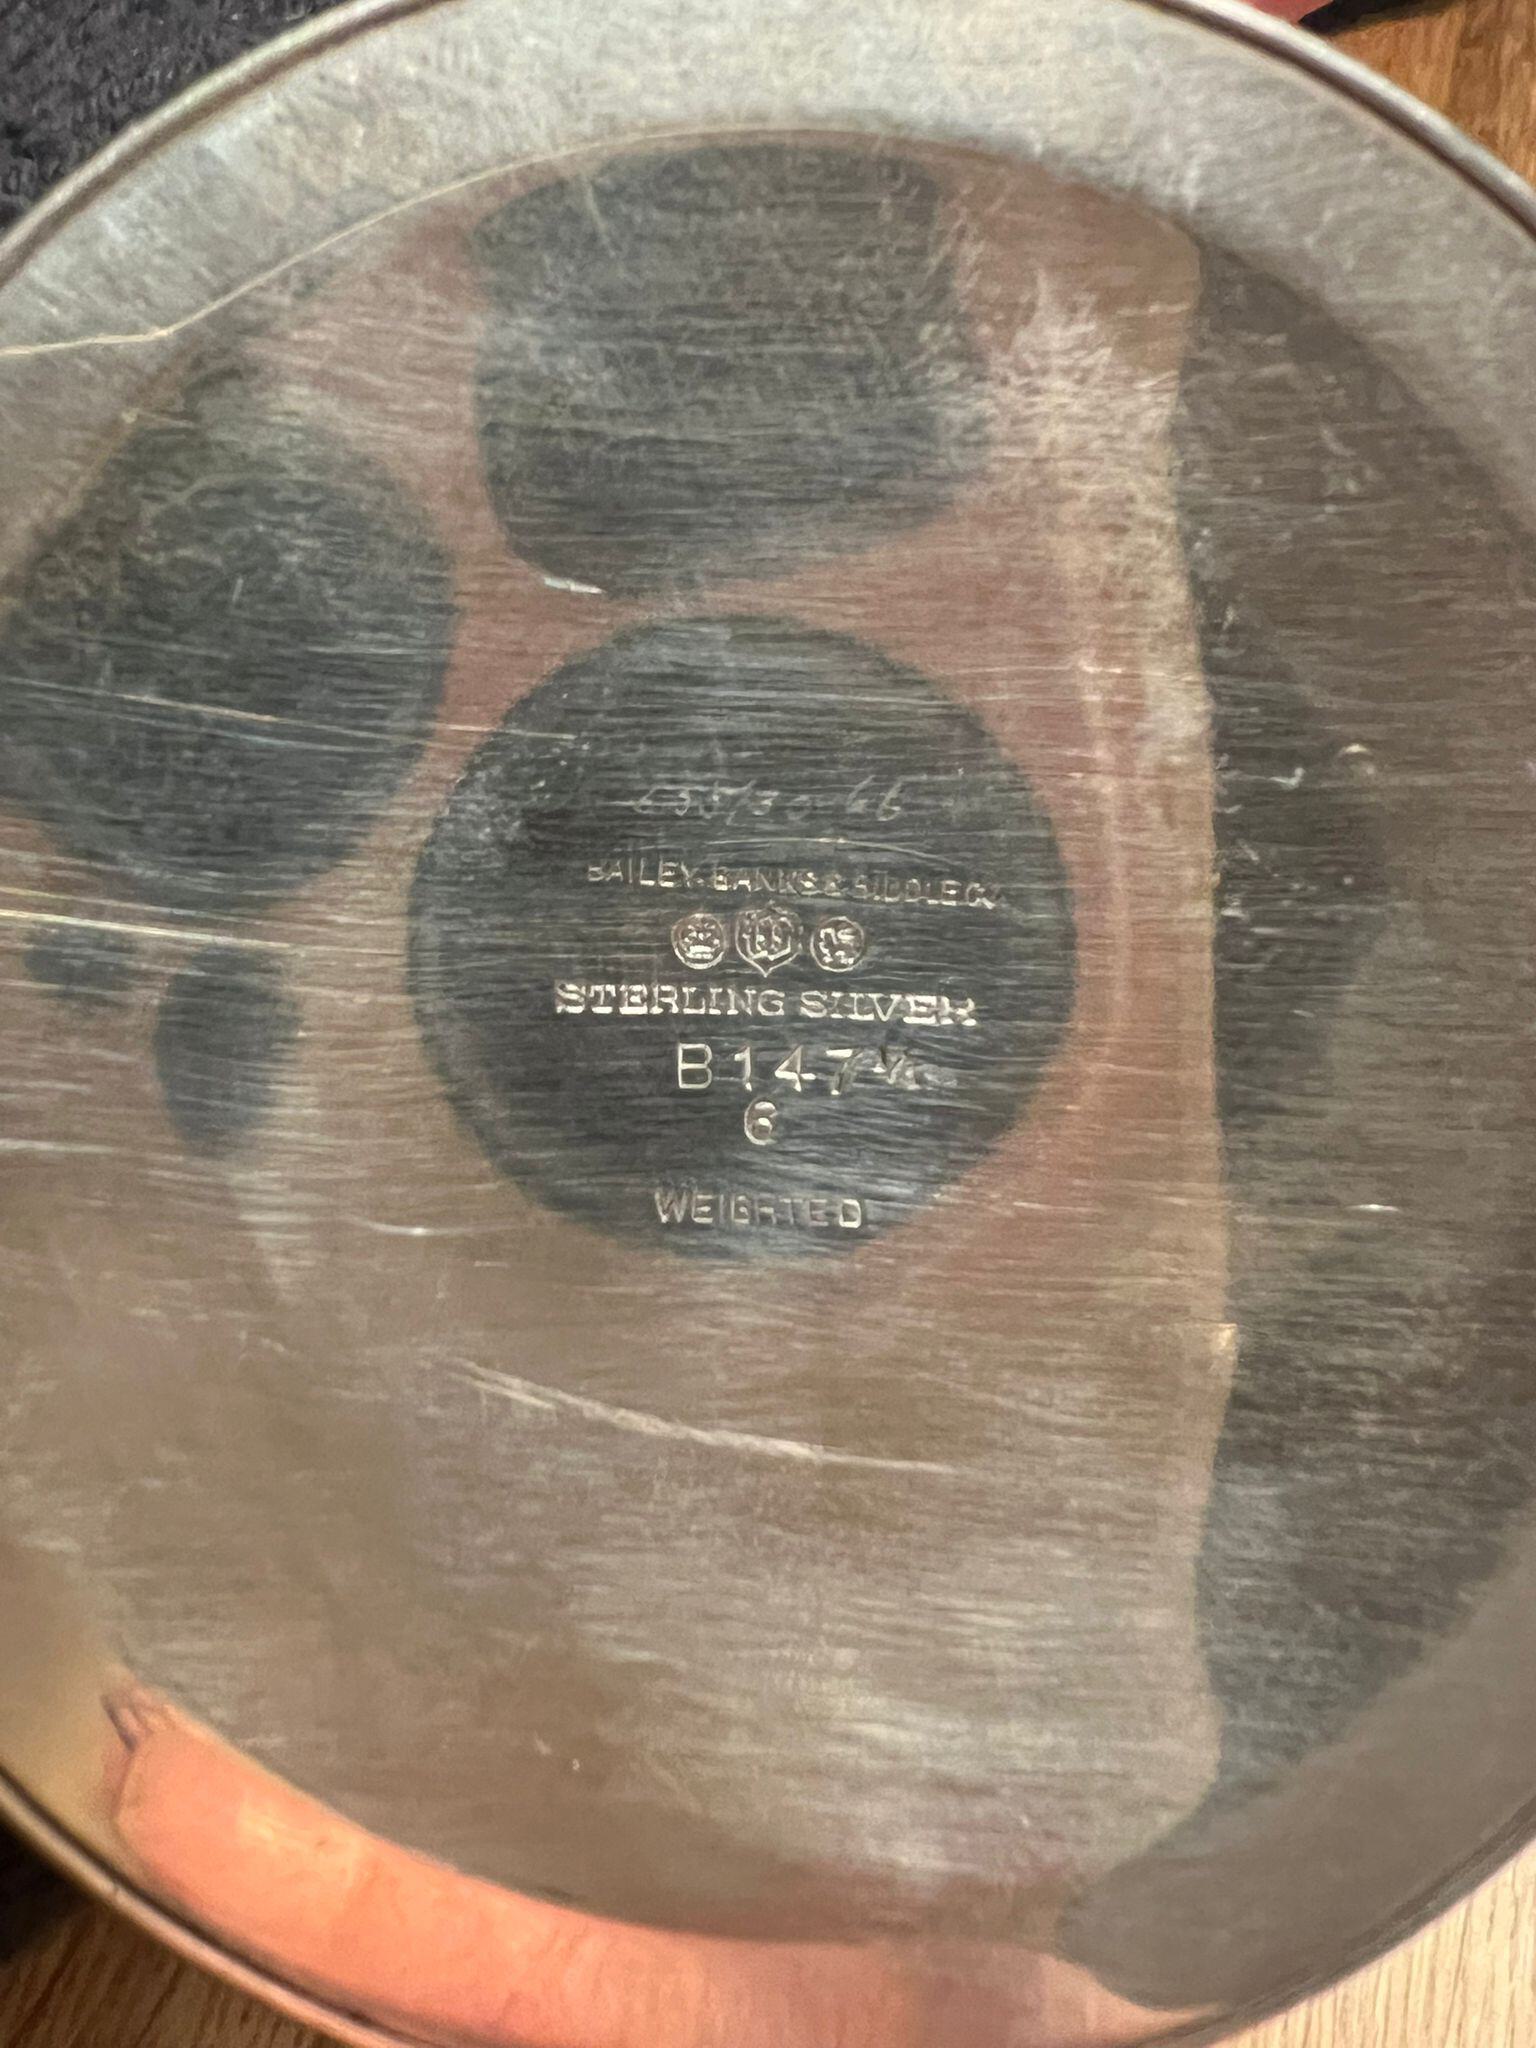 BAILEY, BANKS & BIDDLE CO.
STERLING SILVER
B147
6
WEIGHTED